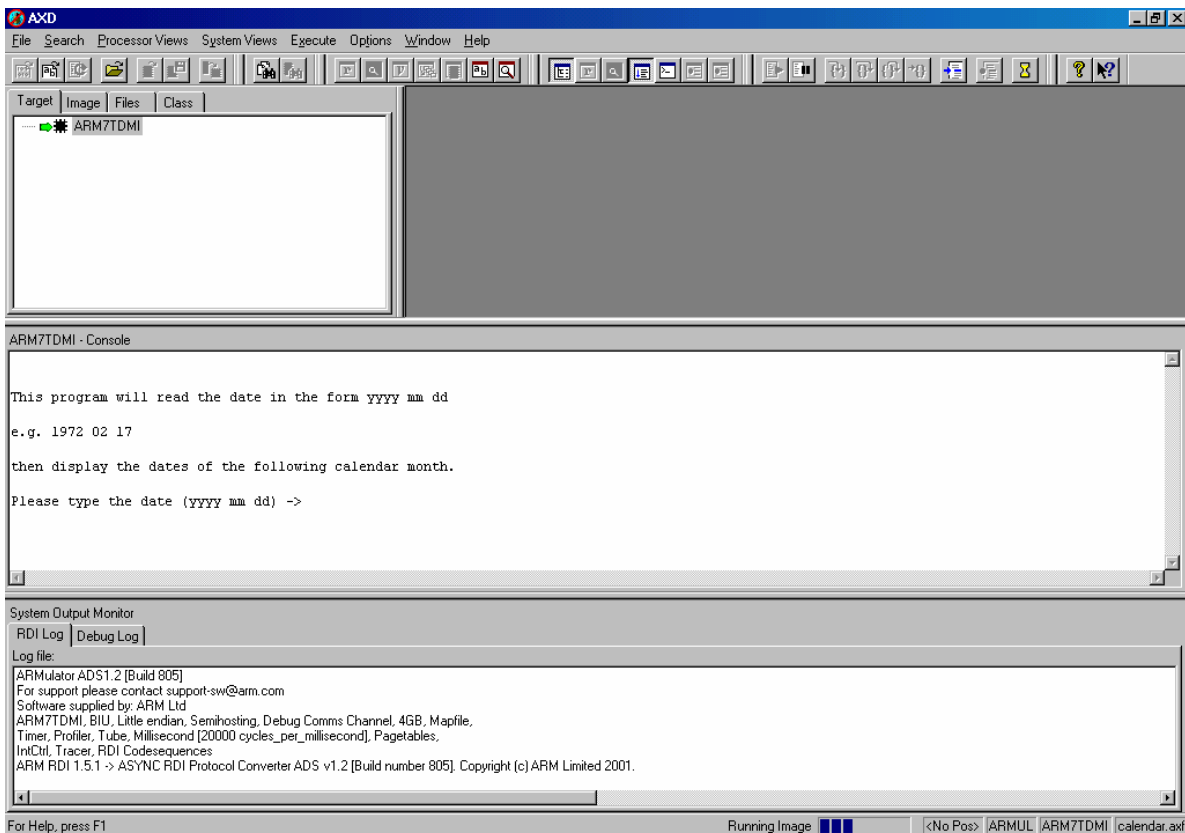 AXD
File Search Processor Views System Views Execute Options Window Help
Target Image Files Class
ARM7TDMI
ARM7TDMI - Console
This program will read the date in the form yyyy mm dd
e.g. 1972 02 17
then display the dates of the following calendar month.
Please type the date (yyyy mm dd) ->
System Output Monitor
RDI Log Debug Log
Log file:
ARMulator ADS1.2 [Build 805]
For support please contact support-sw@arm.com
Software supplied by: ARM Ltd
ARM7TDMI, BIU, Little endian, Semihosting, Debug Comms Channel, 4GB, Mapfile,
Timer, Profiler, Tube, Millisecond [20000 cycles_per_millisecond], Pagetables,
IntCtrl, Tracer, RDI Codesequences
ARM RDI 1.5.1 -> ASYNC RDI Protocol Converter ADS v1.2 [Build number 805]. Copyright (c) ARM Limited 2001.
For Help, press F1 Running Image <No Pos> ARMUL ARM7TDMI calendar.axf